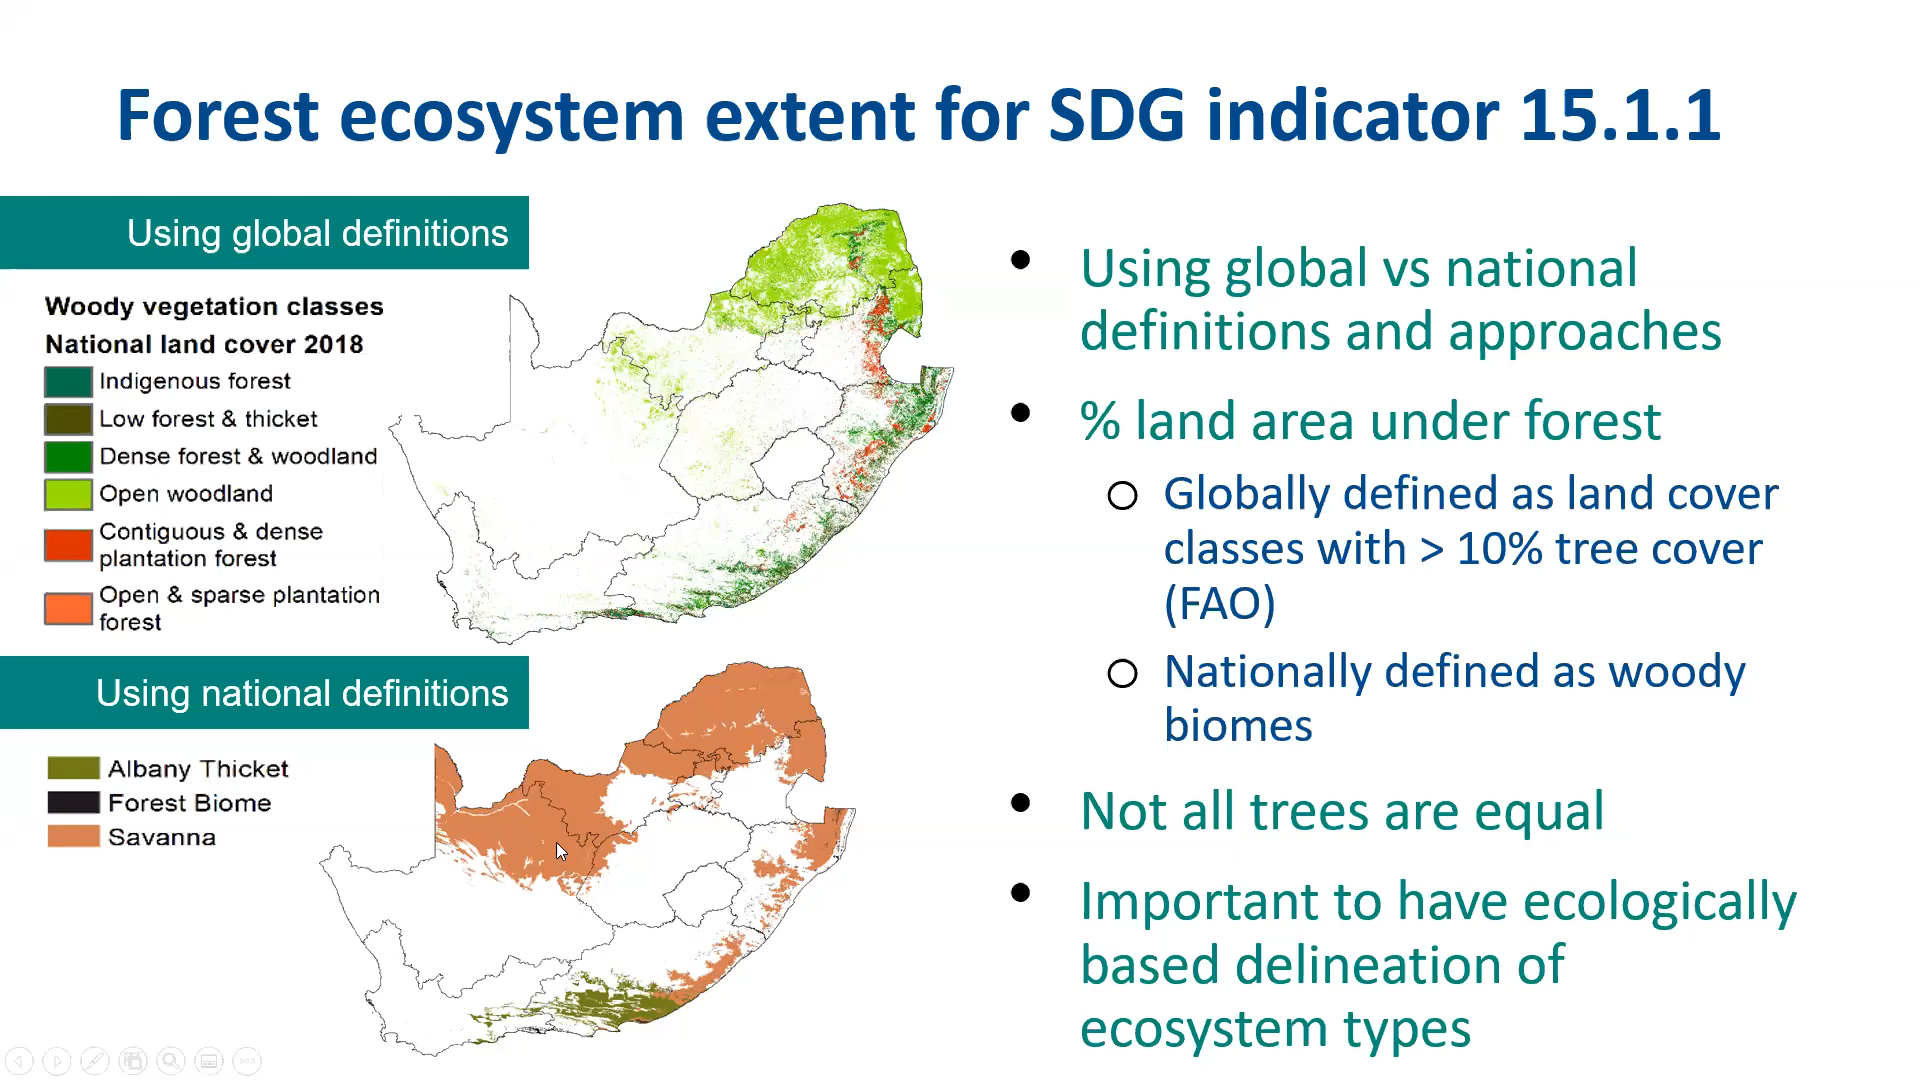 Forest ecosystem extent for SDG indicator 15.1.1
Using global definitions
Woody vegetation classes
National land cover 2018
Indigenous forest
Low forest & thicket
Dense forest & woodland
Open woodland
Contiguous & dense
plantation forest
Open & sparse plantation
forest
Using national definitions
Albany Thicket
Forest Biome
Savanna
• Using global vs national
definitions and approaches
• % land area under forest
o Globally defined as land cover
classes with > 10% tree cover
(FAO)
o Nationally defined as woody
biomes
• Not all trees are equal
• Important to have ecologically
based delineation of
ecosystem types